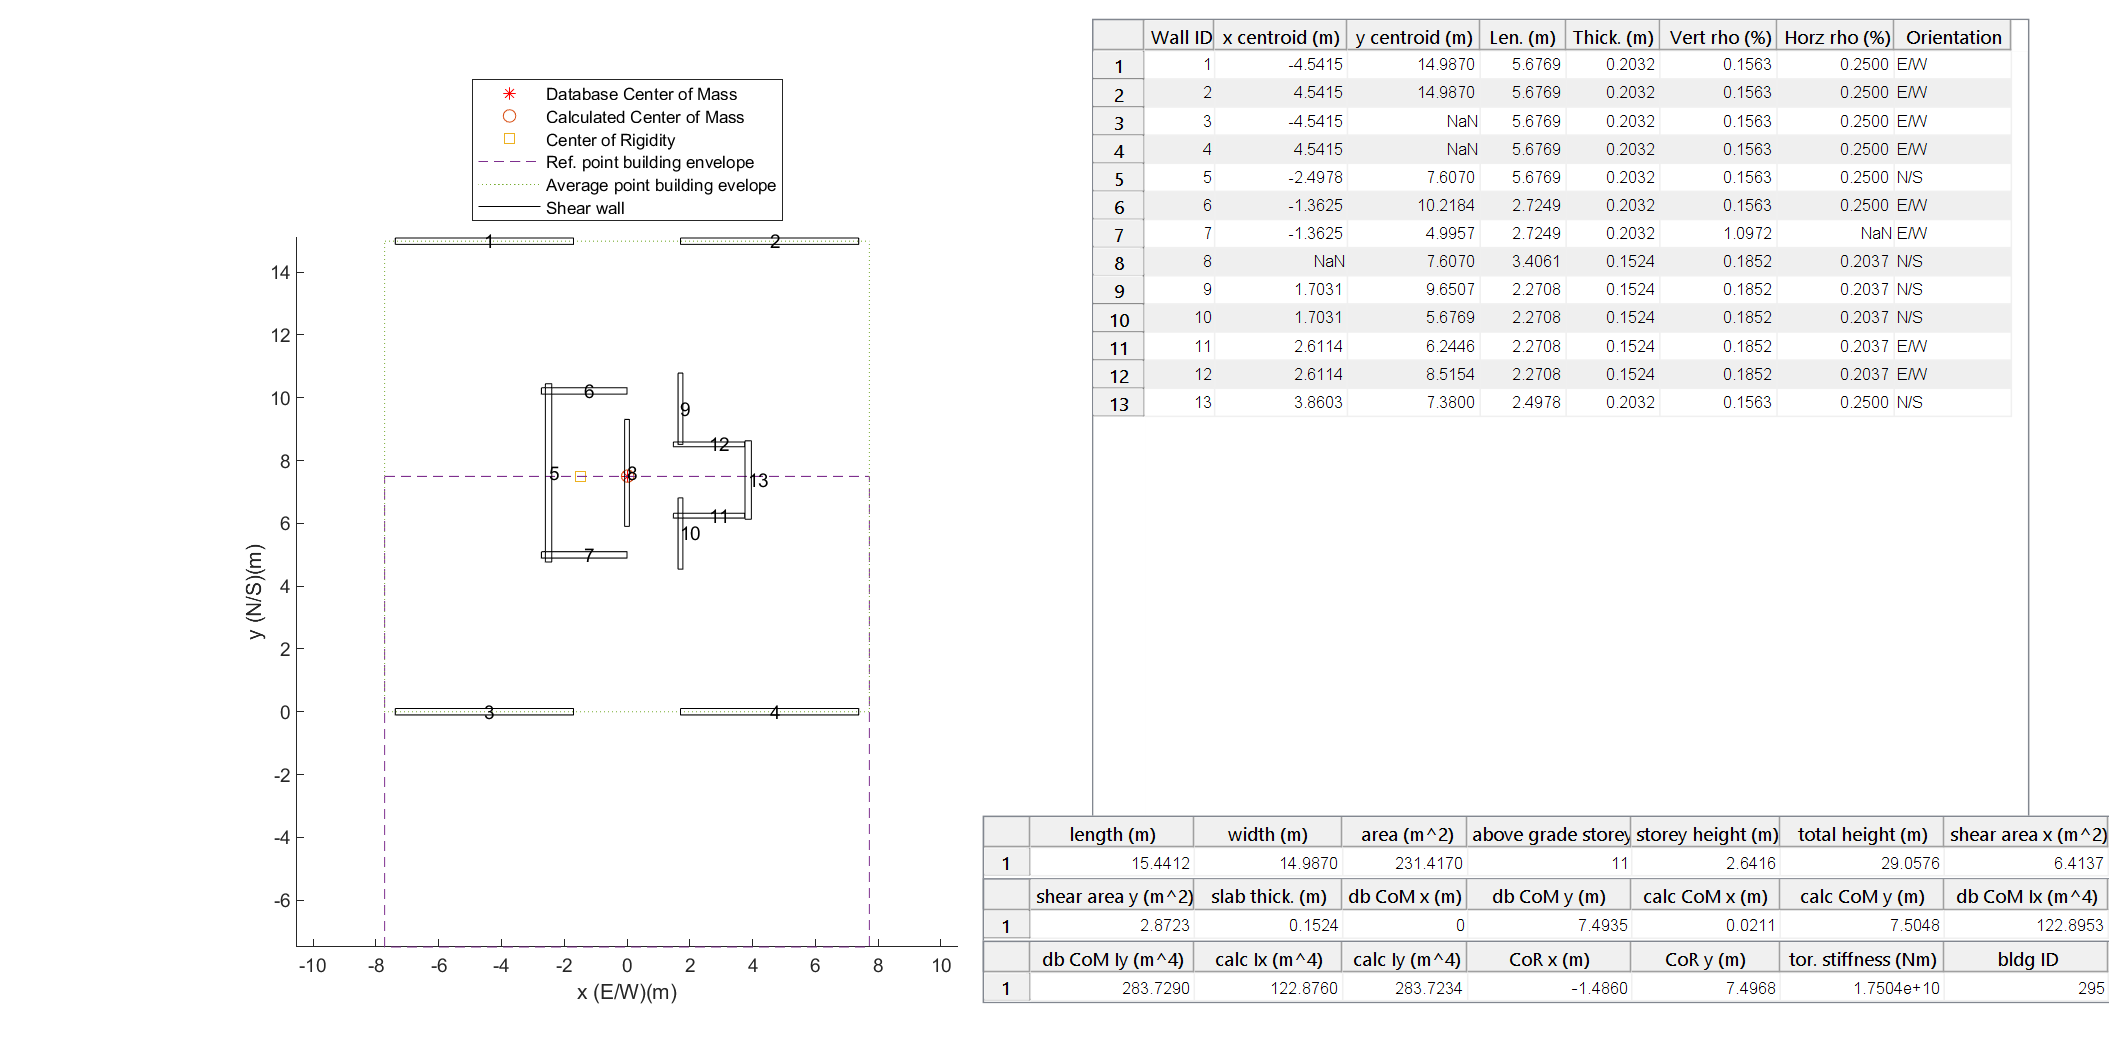 Database Center of Mass
Calculated Center of Mass
Center of Rigidity
Ref. point building envelope
Average point building evelope
Shear wall
1 2
14
12
10
8
6
4
2
0
-2
-4
-6
y (N/S)(m)
6
9
12
5 8 13
11
10
7
3 4
-10 -8 -6 -4 -2 0 2 4 6 8 10
x (E/W)(m)
Wall ID x centroid (m) y centroid (m) Len. (m) Thick. (m) Vert rho (%) Horz rho (%) Orientation
1 1 -4.5415 14.9870 5.6769 0.2032 0.1563 0.2500 E/W
2 2 4.5415 14.9870 5.6769 0.2032 0.1563 0.2500 E/W
3 3 -4.5415 NaN 5.6769 0.2032 0.1563 0.2500 E/W
4 4 4.5415 NaN 5.6769 0.2032 0.1563 0.2500 E/W
5 5 -2.4978 7.6070 5.6769 0.2032 0.1563 0.2500 N/S
6 6 -1.3625 10.2184 2.7249 0.2032 0.1563 0.2500 E/W
7 7 -1.3625 4.9957 2.7249 0.2032 1.0972 NaN E/W
8 8 NaN 7.6070 3.4061 0.1524 0.1852 0.2037 N/S
9 9 1.7031 9.6507 2.2708 0.1524 0.1852 0.2037 N/S
10 10 1.7031 5.6769 2.2708 0.1524 0.1852 0.2037 N/S
11 11 2.6114 6.2446 2.2708 0.1524 0.1852 0.2037 E/W
12 12 2.6114 8.5154 2.2708 0.1524 0.1852 0.2037 E/W
13 13 3.8603 7.3800 2.4978 0.2032 0.1563 0.2500 N/S
length (m) width (m) area (m^2) above grade storey storey height (m) total height (m) shear area x (m^2)
1 15.4412 14.9870 231.4170 11 2.6416 29.0576 6.4137
shear area y (m^2) slab thick. (m) db CoM x (m) db CoM y (m) calc CoM x (m) calc CoM y (m) db CoM Ix (m^4)
1 2.8723 0.1524 0 7.4935 0.0211 7.5048 122.8953
db CoM Iy (m^4) calc Ix (m^4) calc Iy (m^4) CoR x (m) CoR y (m) tor. stiffness (Nm) bldg ID
1 283.7290 122.8760 283.7234 -1.4860 7.4968 1.7504e+10 295